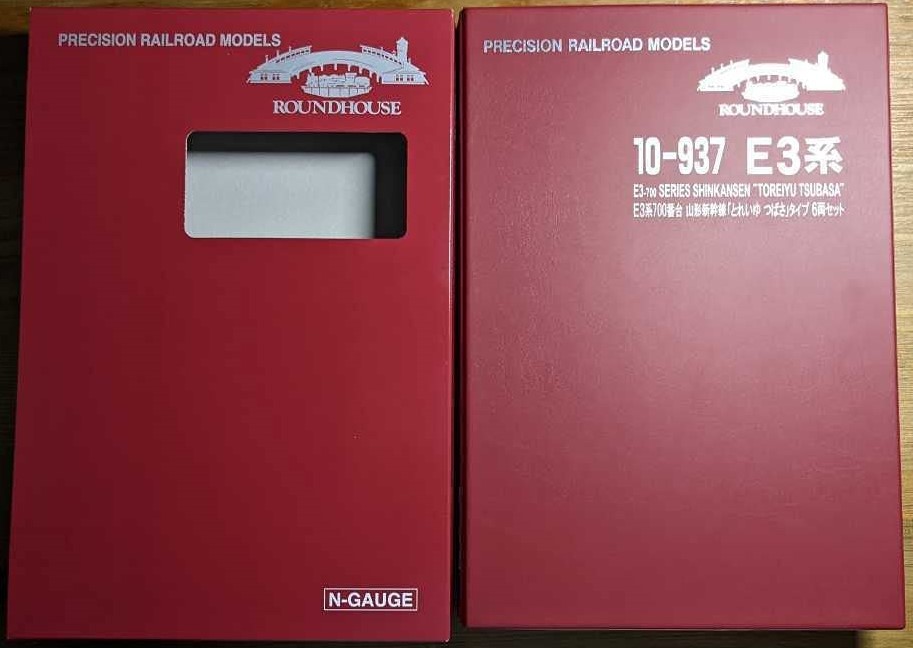 PRECISION RAILROAD MODELS
ROUNDHOUSE
N-GAUGE
PRECISION RAILROAD MODELS
ROUNDHOUSE
10-937 E3系
E3-700 SERIES SHINKANSEN "TOREIYU TSUBASA"
E3系700番台 山形新幹線「とれいゆ つばさ」タイプ 6両セット